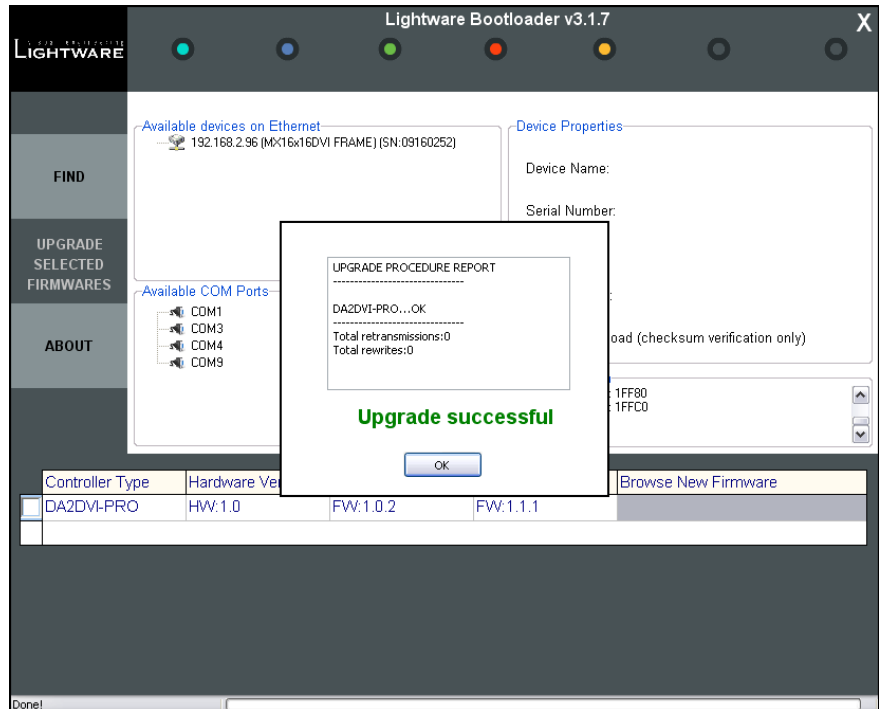 Lightware Bootloader v3.1.7
X
LIGHTWARE
FIND
UPGRADE
SELECTED
FIRMWARES
ABOUT
Available devices on Ethernet
192.168.2.96 (MX16x16DVI FRAME) (SN:09160252)
Device Properties
Device Name:
Serial Number:
:
oad (checksum verification only)
Available COM Ports
COM1
COM3
COM4
COM9
UPGRADE PROCEDURE REPORT
------------------------------
DA2DVI-PRO...OK
------------------------------
Total retransmissions:0
Total rewrites:0
Upgrade successful
OK
: 1FF80
: 1FFC0
Controller Type Hardware Ver Browse New Firmware
DA2DVI-PRO HW:1.0 FW:1.0.2 FW:1.1.1
Done!